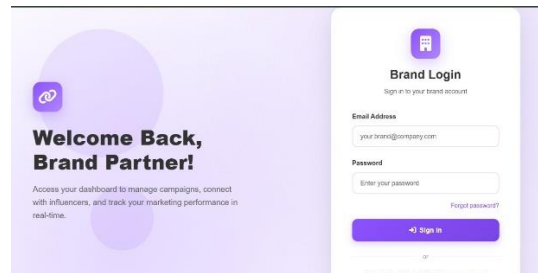 Welcome Back,
Brand Partner!
Access your dashboard to manage campaigns, connect
with influencers, and track your marketing performance in
real-time.
Brand Login
Sign in to your brand account
Email Address
your.brand@company.com
Password
Enter your password
Forgot password?
Sign In
or